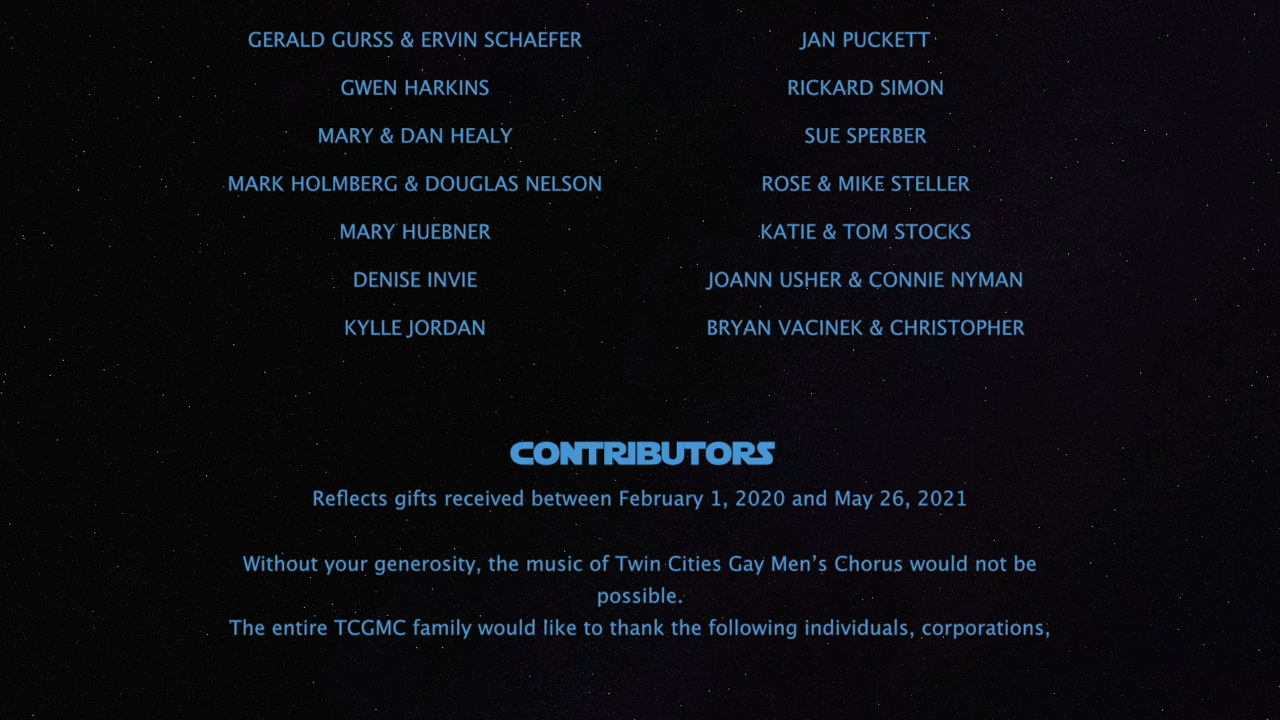 GERALD GURSS & ERVIN SCHAEFER
GWEN HARKINS
MARY & DAN HEALY
MARK HOLMBERG & DOUGLAS NELSON
MARY HUEBNER
DENISE INVIE
KYLLE JORDAN
JAN PUCKETT
RICKARD SIMON
SUE SPERBER
ROSE & MIKE STELLER
KATIE & TOM STOCKS
JOANN USHER & CONNIE NYMAN
BRYAN VACINEK & CHRISTOPHER
CONTRIBUTORS
Reflects gifts received between February 1, 2020 and May 26, 2021
Without your generosity, the music of Twin Cities Gay Men’s Chorus would not be
possible.
The entire TCGMC family would like to thank the following individuals, corporations,